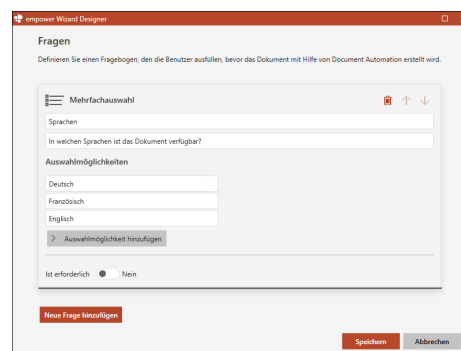 empower Wizard Designer
Fragen
Definieren Sie einen Fragebogen, den die Benutzer ausfüllen, bevor das Dokument mit Hilfe von Document Automation erstellt wird.
Mehrfachauswahl
Sprachen
In welchen Sprachen ist das Dokument verfügbar?
Auswahlmöglichkeiten
Deutsch
Französisch
Englisch
Auswahlmöglichkeit hinzufügen
Ist erforderlich Nein
Neue Frage hinzufügen
Speichern Abbrechen